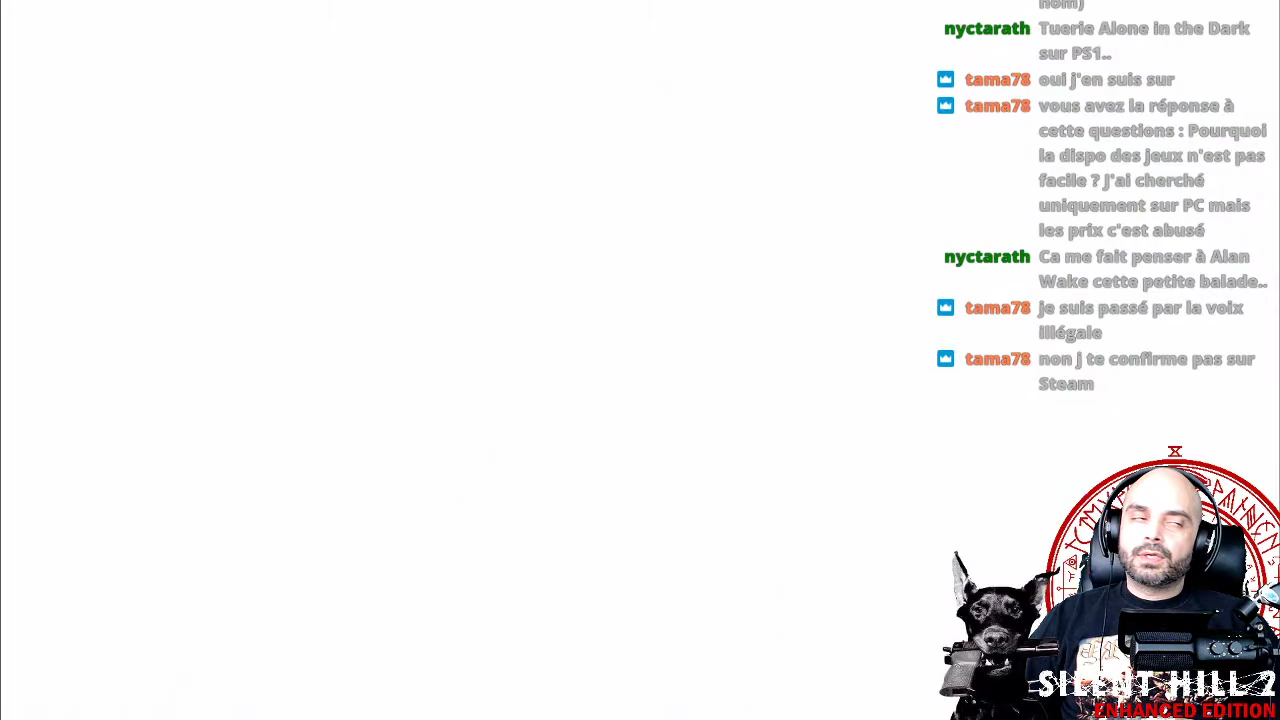 nom)
nyctarath Tuerie Alone in the Dark
sur PS1..
tama78 oui j'en suis sur
tama78 vous avez la réponse à
cette questions : Pourquoi
la dispo des jeux n'est pas
facile ? J'ai cherché
uniquement sur PC mais
les prix c'est abusé
nyctarath Ca me fait penser à Alan
Wake cette petite balade..
tama78 je suis passé par la voix
illégale
tama78 non j te confirme pas sur
Steam
SILENT HILL 2
ENHANCED EDITION